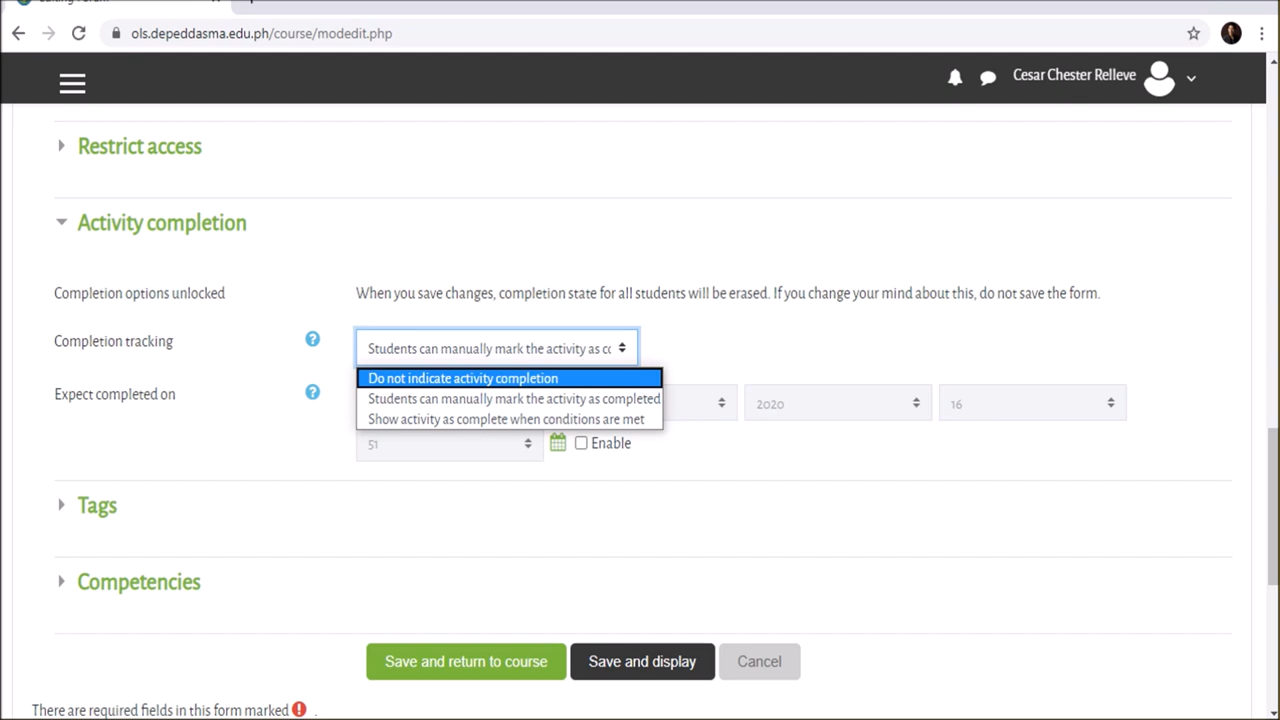 ols.depeddasma.edu.ph/course/modedit.php
Cesar Chester Relleve
Restrict access
Activity completion
Completion options unlocked
When you save changes, completion state for all students will be erased. If you change your mind about this, do not save the form.
Completion tracking
Students can manually mark the activity as cc
Do not indicate activity completion
Students can manually mark the activity as completed
Show activity as complete when conditions are met
Expect completed on
2020
16
51
Enable
Tags
Competencies
Save and return to course
Save and display
Cancel
There are required fields in this form marked .